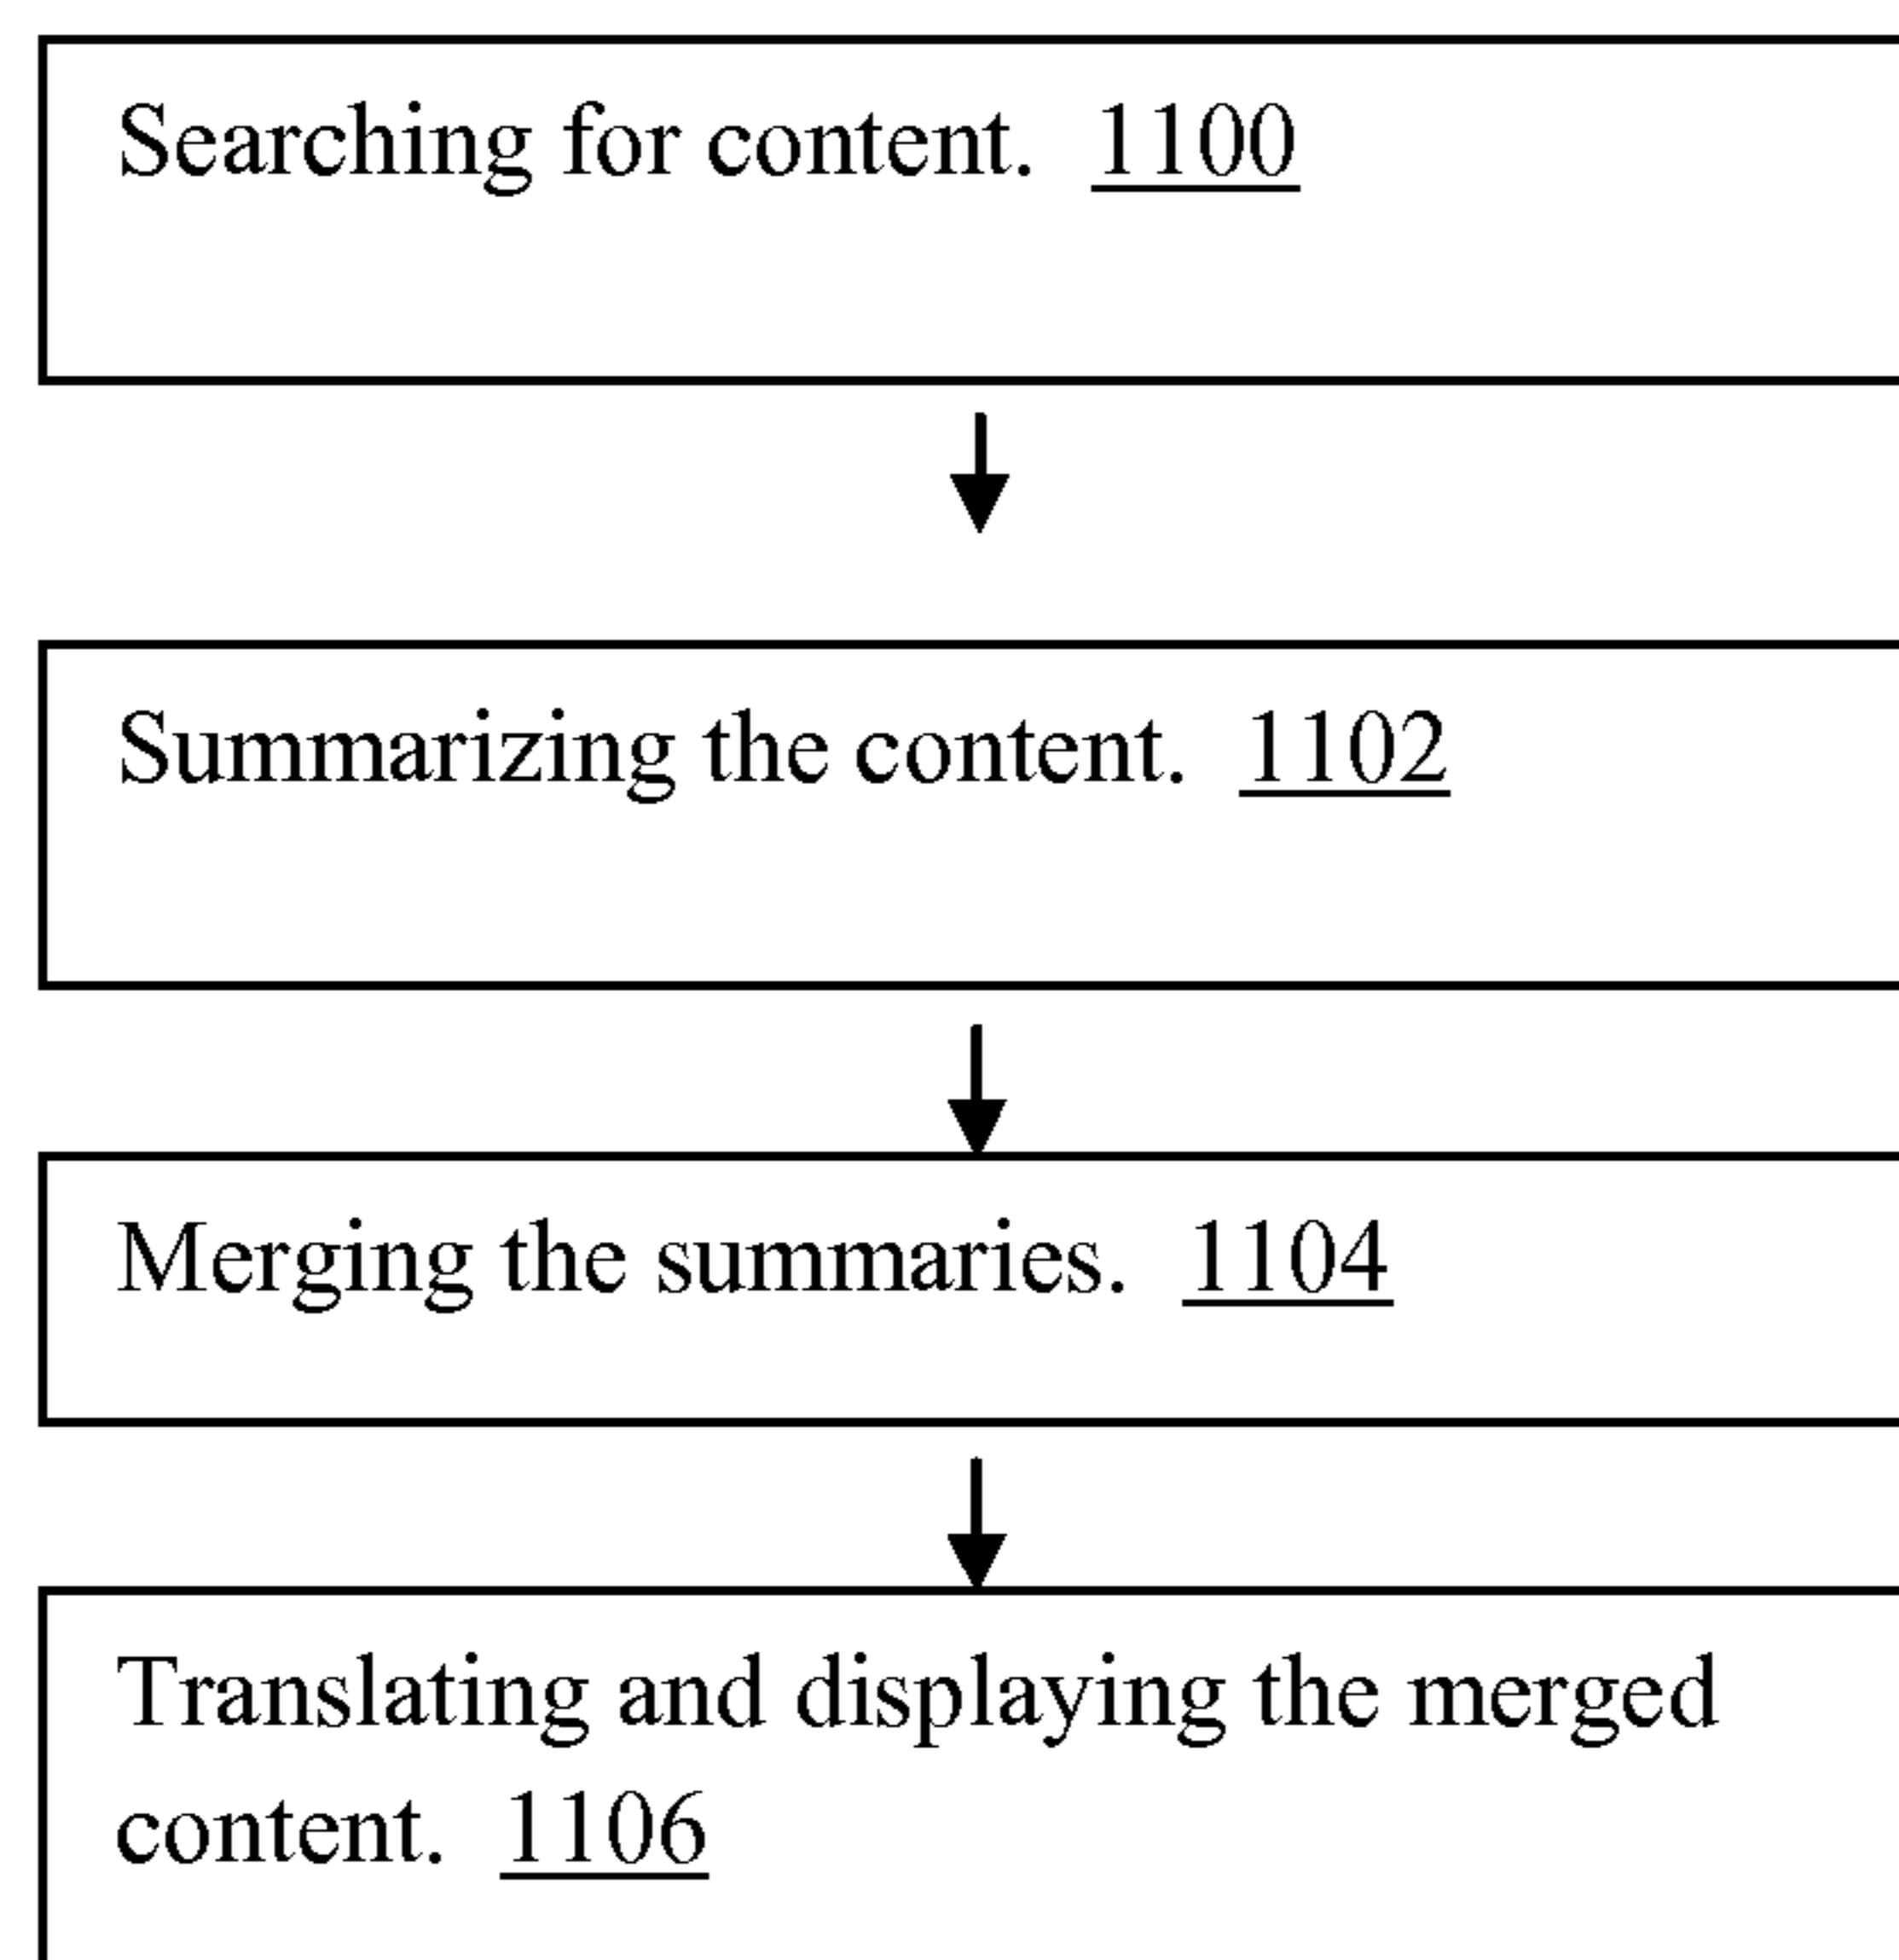 Searching for content. 1100
Summarizing the content. 1102
Merging the summaries. 1104
Translating and displaying the merged
content. 1106